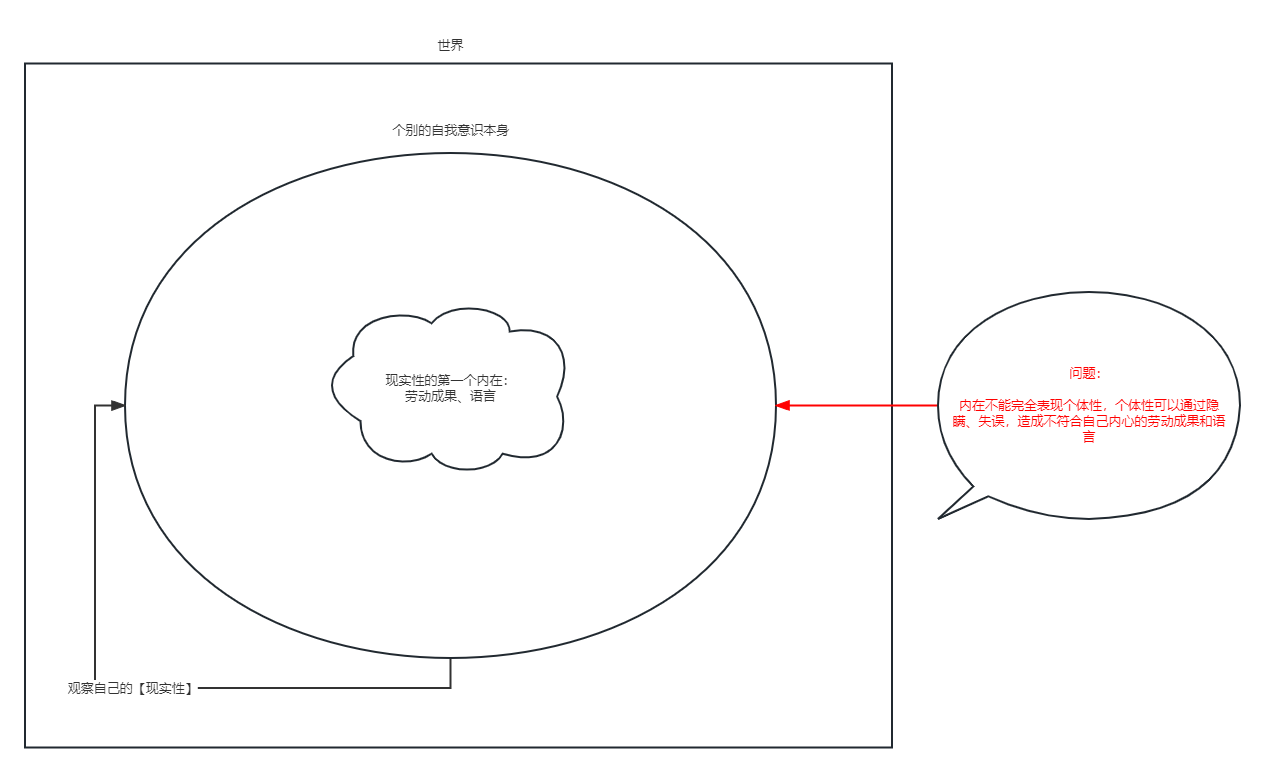 世界
个别的自我意识本身
现实性的第一个内在：
劳动成果、语言
问题：
内在不能完全表现个体性，个体性可以通过隐
瞒、失误，造成不符合自己内心的劳动成果和语
言
观察自己的【现实性】